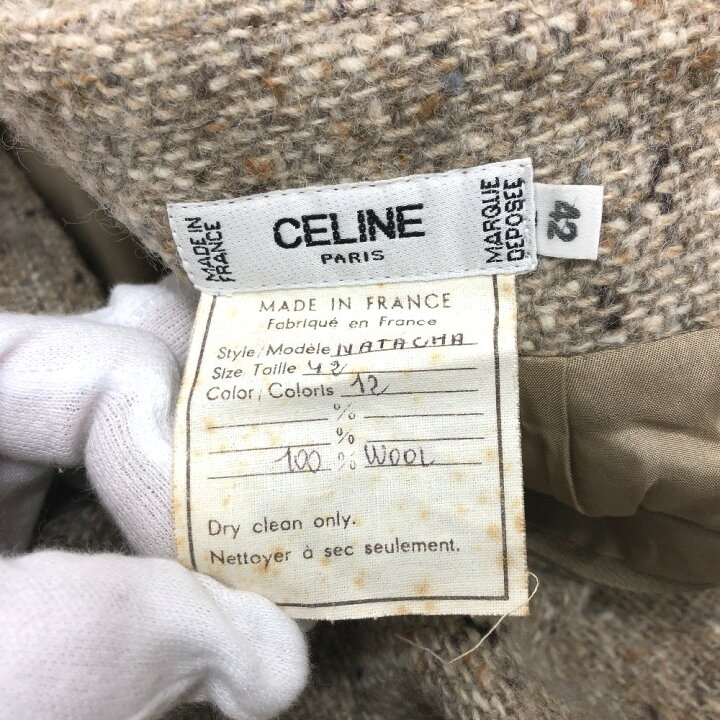 MADE IN
FRANCE
CELINE
PARIS
MARQUE
DEPOSEE
42
MADE IN FRANCE
Fabriqué en France
Style/Modèle NATACHA
Size Taille 42
Color/Coloris 12
%
%
100 % WOOL
Dry clean only.
Nettoyer à sec seulement.